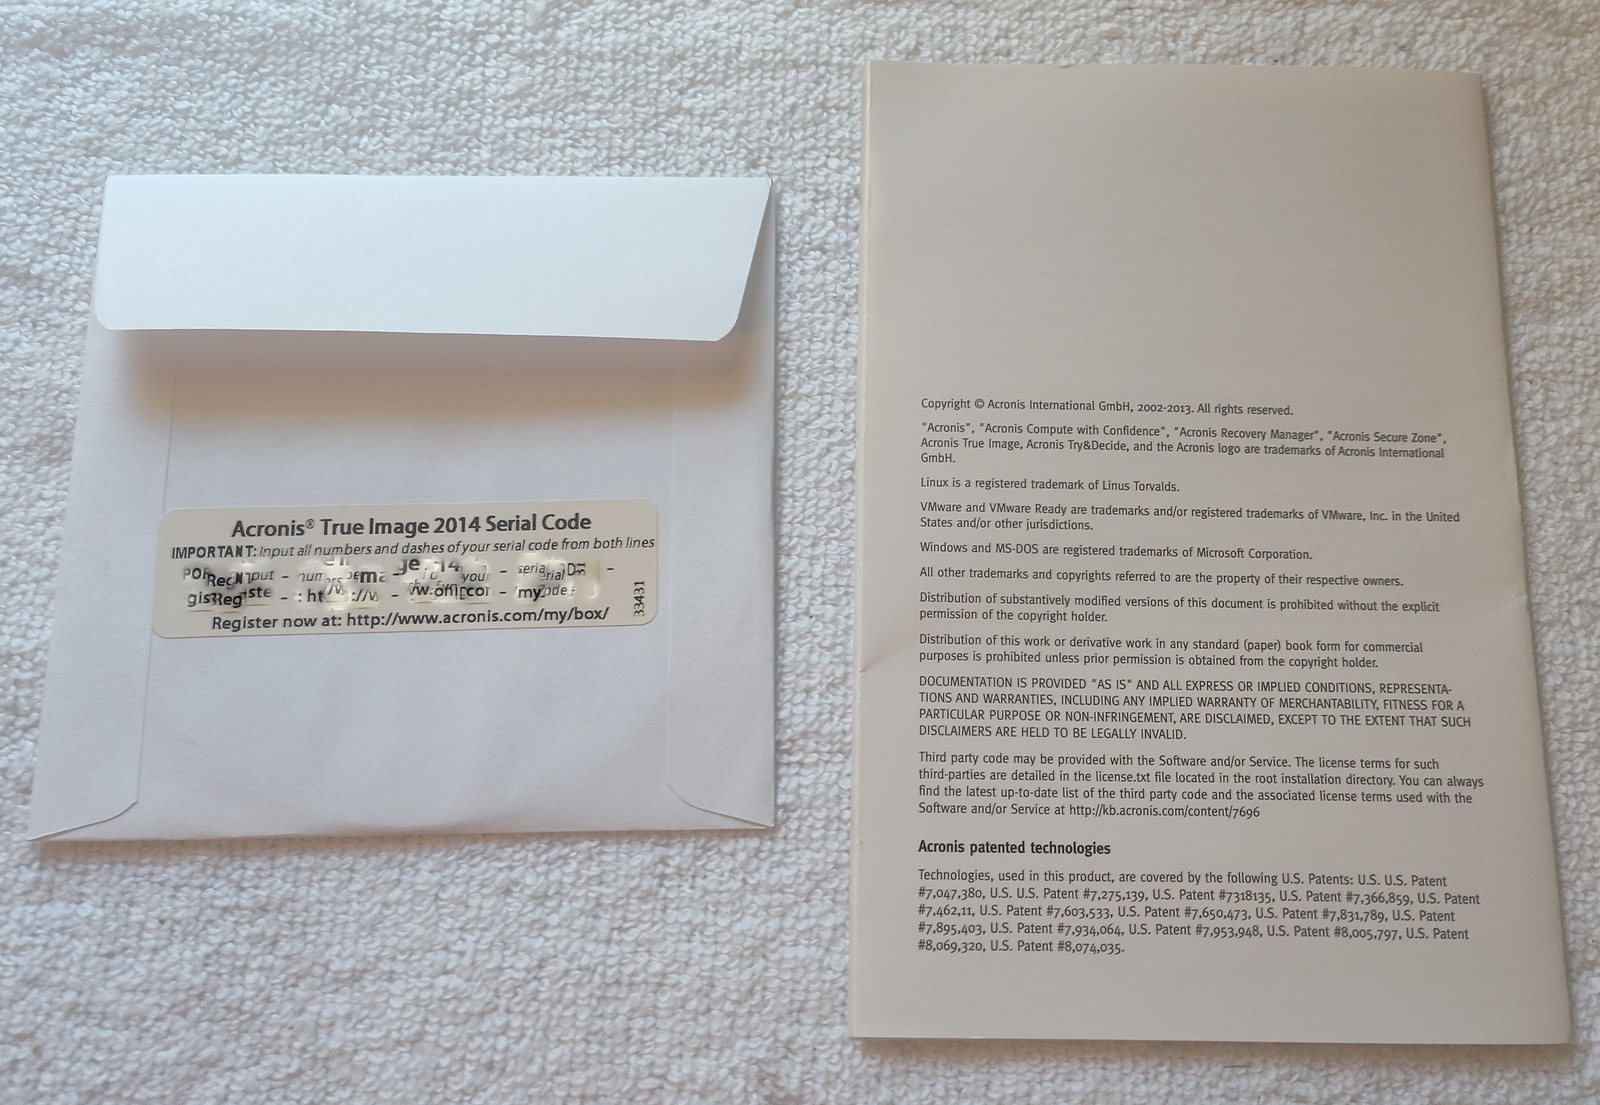 Acronis® True Image 2014 Serial Code
IMPORTANT: Input all numbers and dashes of your serial code from both lines
Register now at: http://www.acronis.com/my/box/
33431
Copyright © Acronis International GmbH, 2002-2013. All rights reserved.
"Acronis", "Acronis Compute with Confidence", "Acronis Recovery Manager", "Acronis Secure Zone",
Acronis True Image, Acronis Try&Decide, and the Acronis logo are trademarks of Acronis International
GmbH.
Linux is a registered trademark of Linus Torvalds.
VMware and VMware Ready are trademarks and/or registered trademarks of VMware, Inc. in the United
States and/or other jurisdictions.
Windows and MS-DOS are registered trademarks of Microsoft Corporation.
All other trademarks and copyrights referred to are the property of their respective owners.
Distribution of substantively modified versions of this document is prohibited without the explicit
permission of the copyright holder.
Distribution of this work or derivative work in any standard (paper) book form for commercial
purposes is prohibited unless prior permission is obtained from the copyright holder.
DOCUMENTATION IS PROVIDED "AS IS" AND ALL EXPRESS OR IMPLIED CONDITIONS, REPRESENTA-
TIONS AND WARRANTIES, INCLUDING ANY IMPLIED WARRANTY OF MERCHANTABILITY, FITNESS FOR A
PARTICULAR PURPOSE OR NON-INFRINGEMENT, ARE DISCLAIMED, EXCEPT TO THE EXTENT THAT SUCH
DISCLAIMERS ARE HELD TO BE LEGALLY INVALID.
Third party code may be provided with the Software and/or Service. The license terms for such
third-parties are detailed in the license.txt file located in the root installation directory. You can always
find the latest up-to-date list of the third party code and the associated license terms used with the
Software and/or Service at http://kb.acronis.com/content/7696
Acronis patented technologies
Technologies, used in this product, are covered by the following U.S. Patents: U.S. U.S. Patent
#7,047,380, U.S. U.S. Patent #7,275,139, U.S. Patent #7318135, U.S. Patent #7,366,859, U.S. Patent
#7,462,11, U.S. Patent #7,603,533, U.S. Patent #7,650,473, U.S. Patent #7,831,789, U.S. Patent
#7,895,403, U.S. Patent #7,934,064, U.S. Patent #7,953,948, U.S. Patent #8,005,797, U.S. Patent
#8,069,320, U.S. Patent #8,074,035.